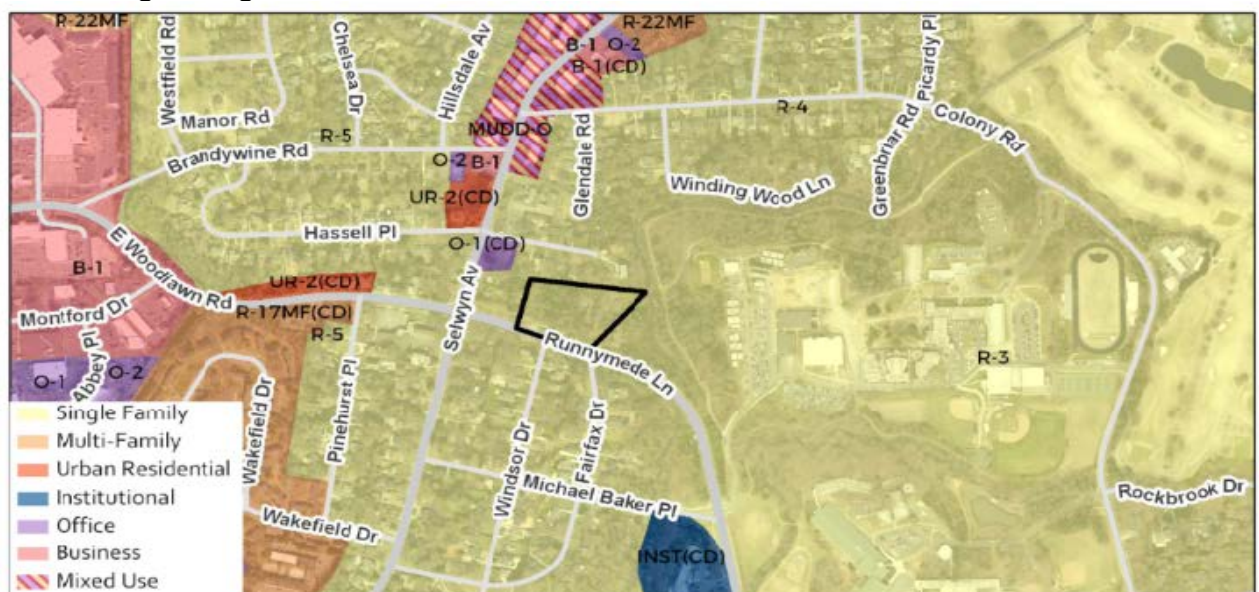 R-22MF
Westfield Rd
Chelsea Dr
Hillsdale Av
R-22MF
B-1
O-2
B-1(CD)
Picardy Pl
Manor Rd
R-5
R-4
Colony Rd
MUDD-O
Brandywine Rd
O-2
B-1
Glendale Rd
Greenbriar Rd
Winding Wood Ln
UR-2(CD)
Hassell Pl
O-1(CD)
E Woodlawn Rd
B-1
UR-2(CD)
Selwyn Av
Montford Dr
R-17MF(CD)
R-5
Runnymede Ln
R-3
Abbey Pl
O-1
O-2
Pinehurst Pl
Wakefield Dr
Windsor Dr
Fairfax Dr
Michael Baker Pl
Rockbrook Dr
Wakefield Dr
INST(CD)
Single Family
Multi-Family
Urban Residential
Institutional
Office
Business
Mixed Use